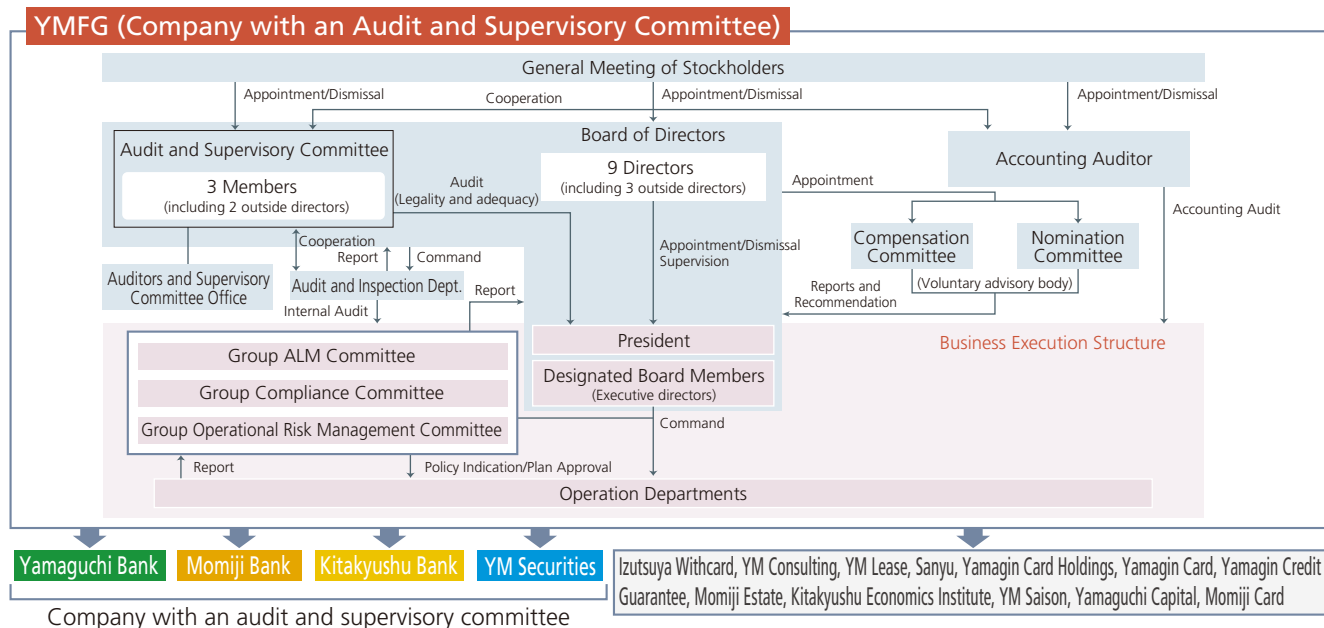 YMFG (Company with an Audit and Supervisory Committee)
General Meeting of Stockholders
Appointment/Dismissal
Cooperation
Appointment/Dismissal
Appointment/Dismissal
Audit and Supervisory Committee
3 Members
(including 2 outside directors)
Board of Directors
9 Directors
(including 3 outside directors)
Accounting Auditor
Audit
(Legality and adequacy)
Appointment
Accounting Audit
Compensation
Committee
Nomination
Committee
(Voluntary advisory body)
Reports and
Recommendation
Cooperation
Report
Command
Appointment/Dismissal
Supervision
Auditors and Supervisory
Committee Office
Audit and Inspection Dept.
Report
Internal Audit
Business Execution Structure
President
Designated Board Members
(Executive directors)
Group ALM Committee
Group Compliance Committee
Group Operational Risk Management Committee
Command
Report
Policy Indication/Plan Approval
Operation Departments
Yamaguchi Bank
Momiji Bank
Kitakyushu Bank
YM Securities
Company with an audit and supervisory committee
Izutsuya Withcard, YM Consulting, YM Lease, Sanyu, Yamagin Card Holdings, Yamagin Card, Yamagin Credit
Guarantee, Momiji Estate, Kitakyushu Economics Institute, YM Saison, Yamaguchi Capital, Momiji Card